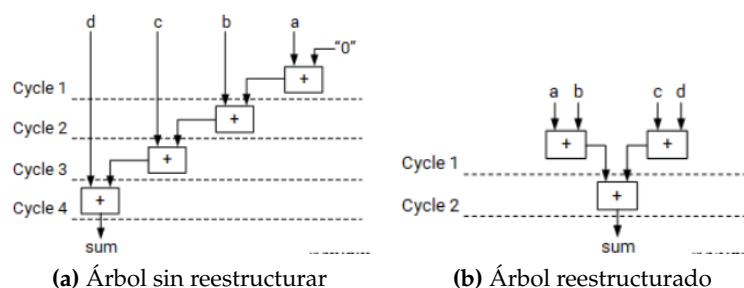 d c b a
"0"
+
Cycle 1
+
Cycle 2
+
Cycle 3
+
Cycle 4
sum
(a) Árbol sin reestructurar
a b c d
+ +
Cycle 1
+
Cycle 2
sum
(b) Árbol reestructurado